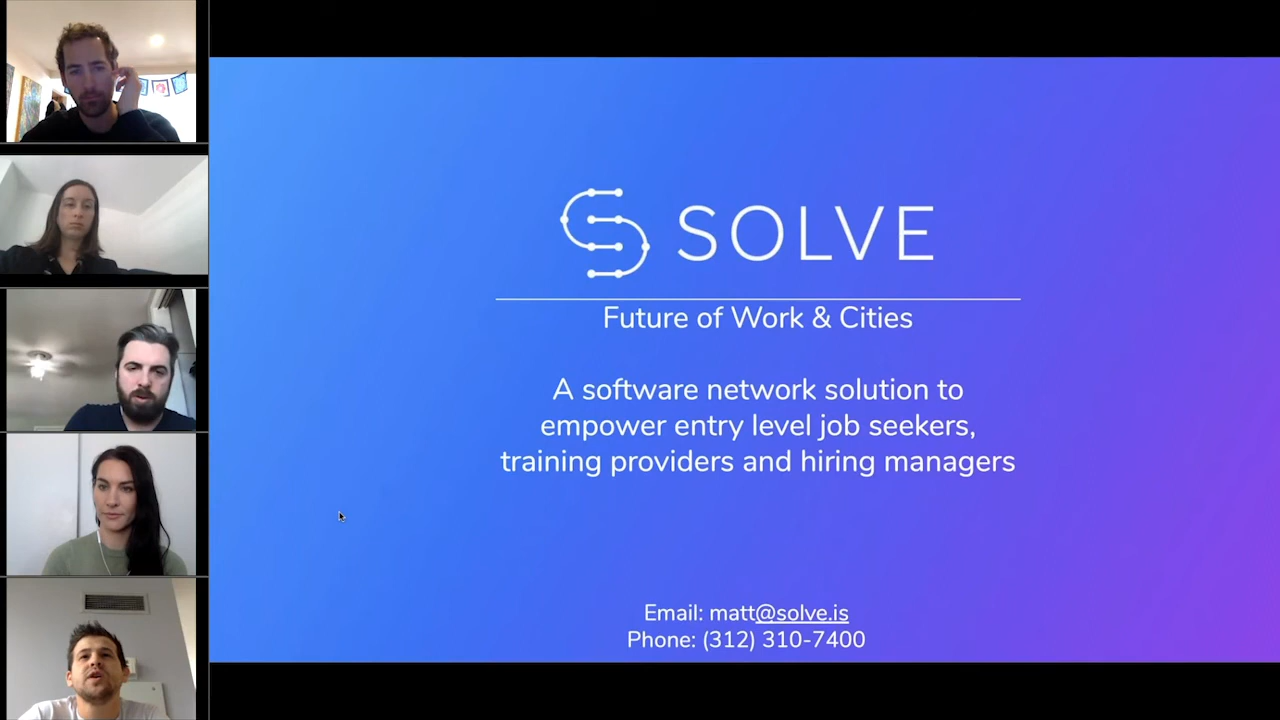 SOLVE
Future of Work & Cities
A software network solution to
empower entry level job seekers,
training providers and hiring managers
Email: matt@solve.is
Phone: (312) 310-7400